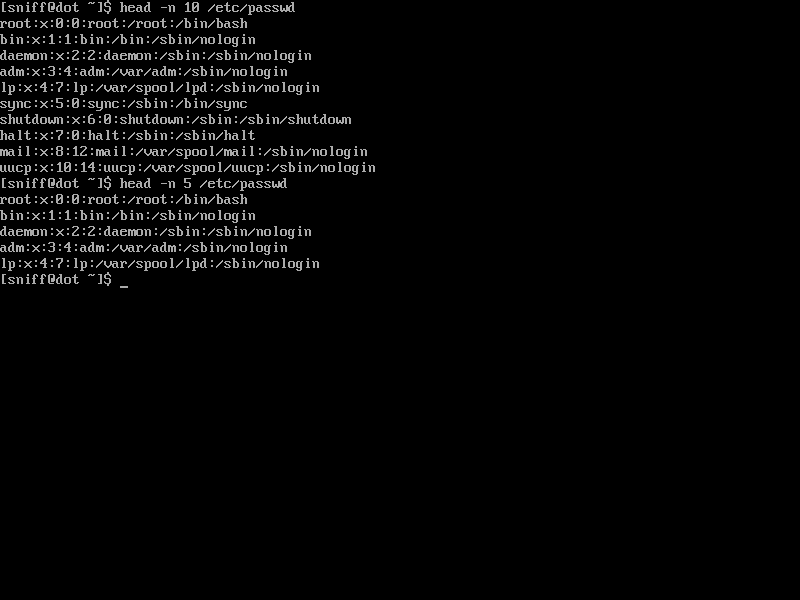 [sniff@dot ~]$ head -n 10 /etc/passwd
root:x:0:0:root:/root:/bin/bash
bin:x:1:1:bin:/bin:/sbin/nologin
daemon:x:2:2:daemon:/sbin:/sbin/nologin
adm:x:3:4:adm:/var/adm:/sbin/nologin
lp:x:4:7:lp:/var/spool/lpd:/sbin/nologin
sync:x:5:0:sync:/sbin:/bin/sync
shutdown:x:6:0:shutdown:/sbin:/sbin/shutdown
halt:x:7:0:halt:/sbin:/sbin/halt
mail:x:8:12:mail:/var/spool/mail:/sbin/nologin
uucp:x:10:14:uucp:/var/spool/uucp:/sbin/nologin
[sniff@dot ~]$ head -n 5 /etc/passwd
root:x:0:0:root:/root:/bin/bash
bin:x:1:1:bin:/bin:/sbin/nologin
daemon:x:2:2:daemon:/sbin:/sbin/nologin
adm:x:3:4:adm:/var/adm:/sbin/nologin
lp:x:4:7:lp:/var/spool/lpd:/sbin/nologin
[sniff@dot ~]$ _